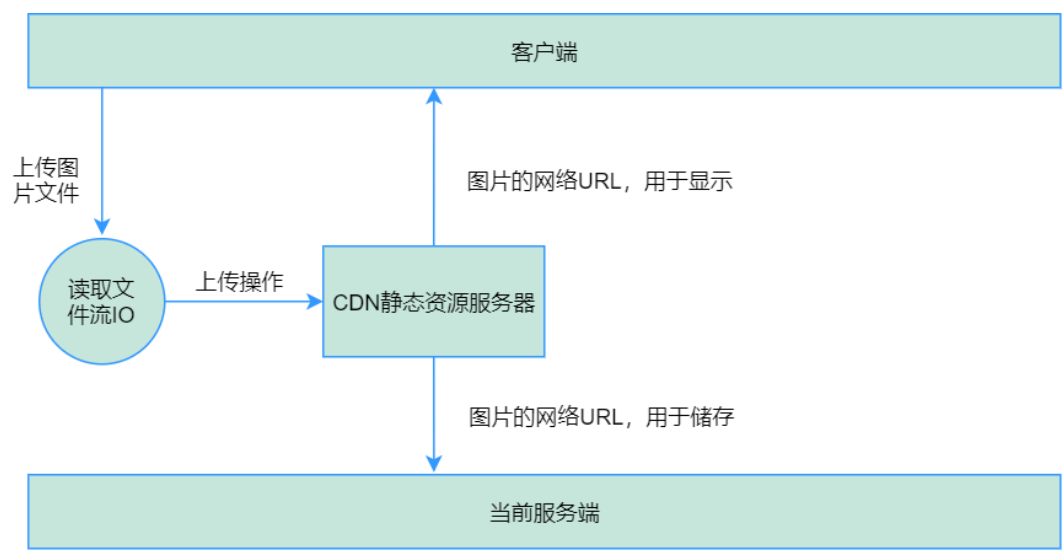 客户端
上传图
片文件
图片的网络URL，用于显示
读取文
件流IO
上传操作
CDN静态资源服务器
图片的网络URL，用于储存
当前服务端